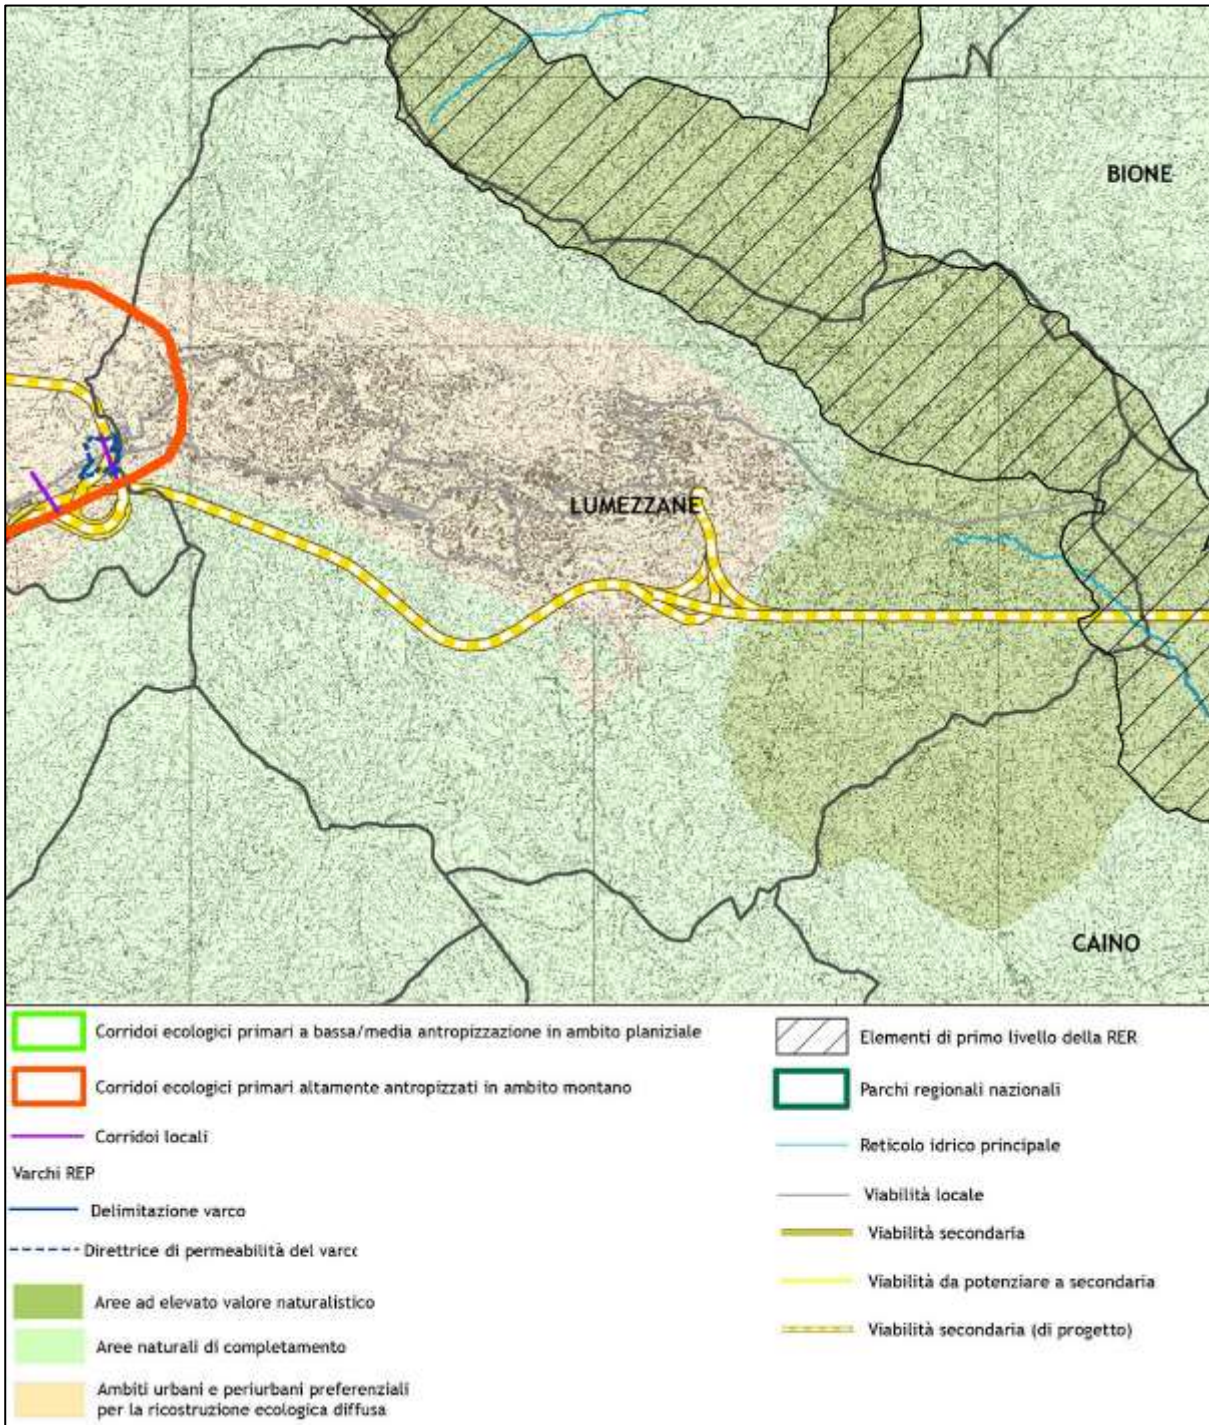 BIONE
LUMEZZANE
CAINO
Corridoi ecologici primari a bassa/media antropizzazione in ambito planiziale
Corridoi ecologici primari altamente antropizzati in ambito montano
Corridoi locali
Varchi REP
Delimitazione varco
Direttrice di permeabilità del varco
Aree ad elevato valore naturalistico
Aree naturali di completamento
Ambiti urbani e periurbani preferenziali
per la ricostruzione ecologica diffusa
Elementi di primo livello della RER
Parchi regionali nazionali
Reticolo idrico principale
Viabilità locale
Viabilità secondaria
Viabilità da potenziare a secondaria
Viabilità secondaria (di progetto)